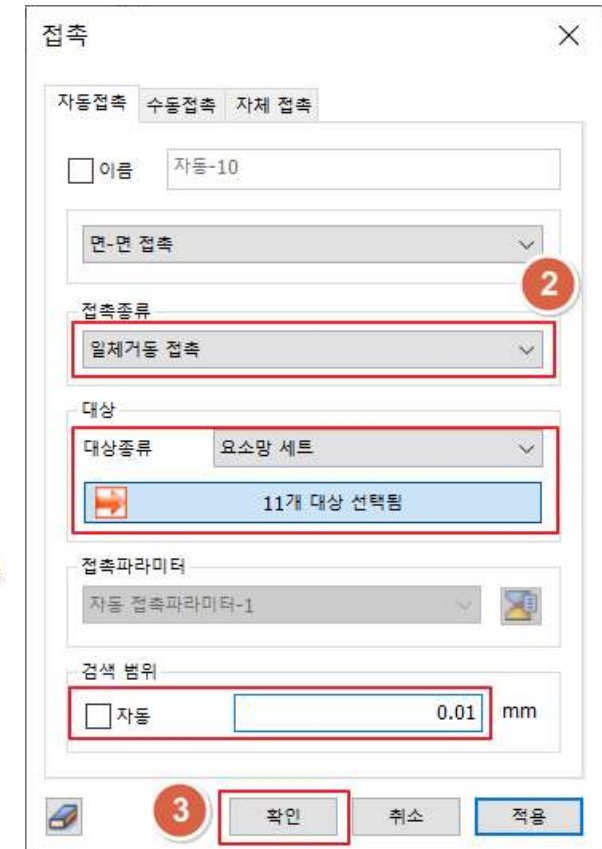 접촉
자동접촉 수동접촉 자체 접촉
이름 자동-10
면-면 접촉
2
접촉종류
일체거동 접촉
대상
대상종류 요소망 세트
11개 대상 선택됨
접촉파라미터
자동 접촉파라미터-1
검색 범위
자동 0.01 mm
3 확인 취소 적용